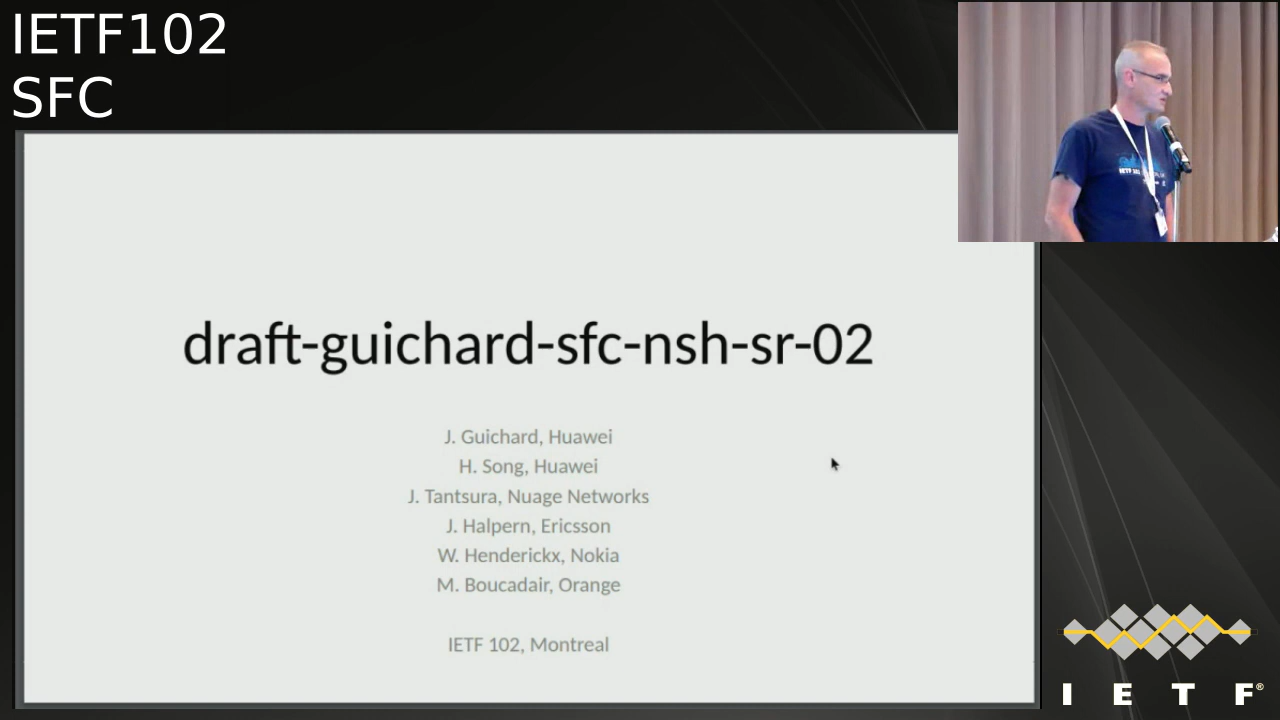 IETF102
SFC
draft-guichard-sfc-nsh-sr-02
J. Guichard, Huawei
H. Song, Huawei
J. Tantsura, Nuage Networks
J. Halpern, Ericsson
W. Henderickx, Nokia
M. Boucadair, Orange
IETF 102, Montreal
I E T F®